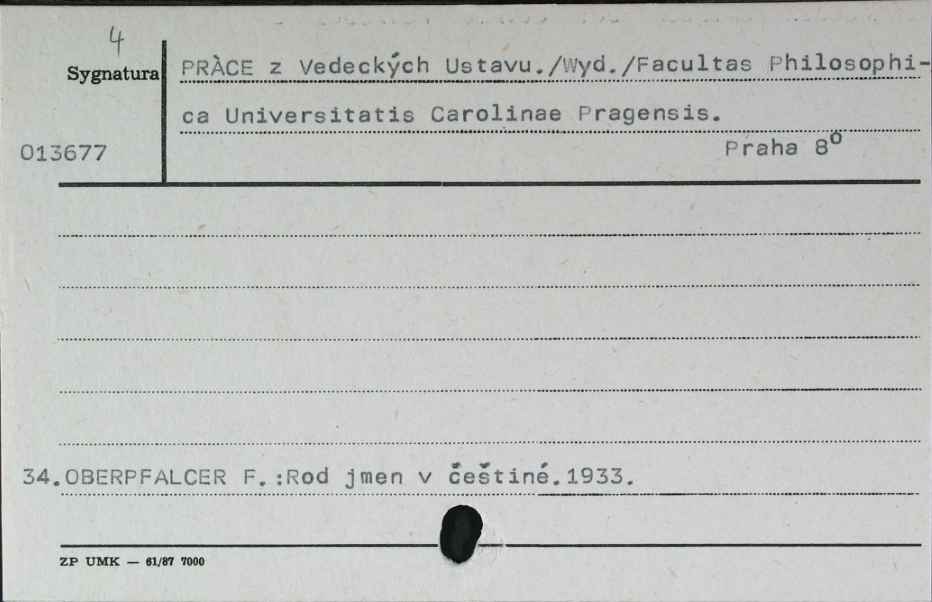 4
Sygnatura
PRÀCE z Vedeckých Ustavu./Wyd./Facultas Philosophi-
ca Universitatis Carolinae Pragensis.
013677
Praha 8⁰
34.OBERPFALCER F.:Rod jmen v češtiné.1933.
ZP UMK — 61/87 7000